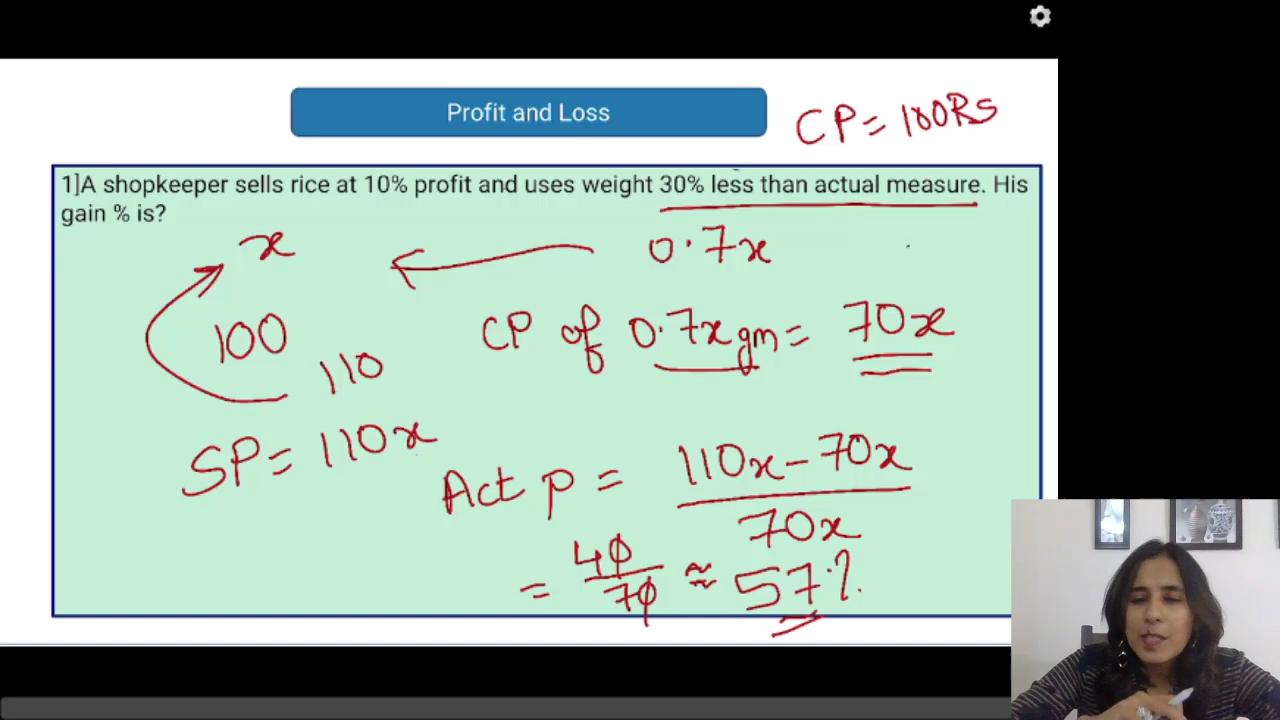 Profit and Loss
CP = 100Rs
1]A shopkeeper sells rice at 10% profit and uses weight 30% less than actual measure. His
gain % is?
x
0.7x
100
CP of 0.7x gm = 70x
110
SP = 110x
Act p = 110x - 70x
70x
= 40
70
≈ 57%